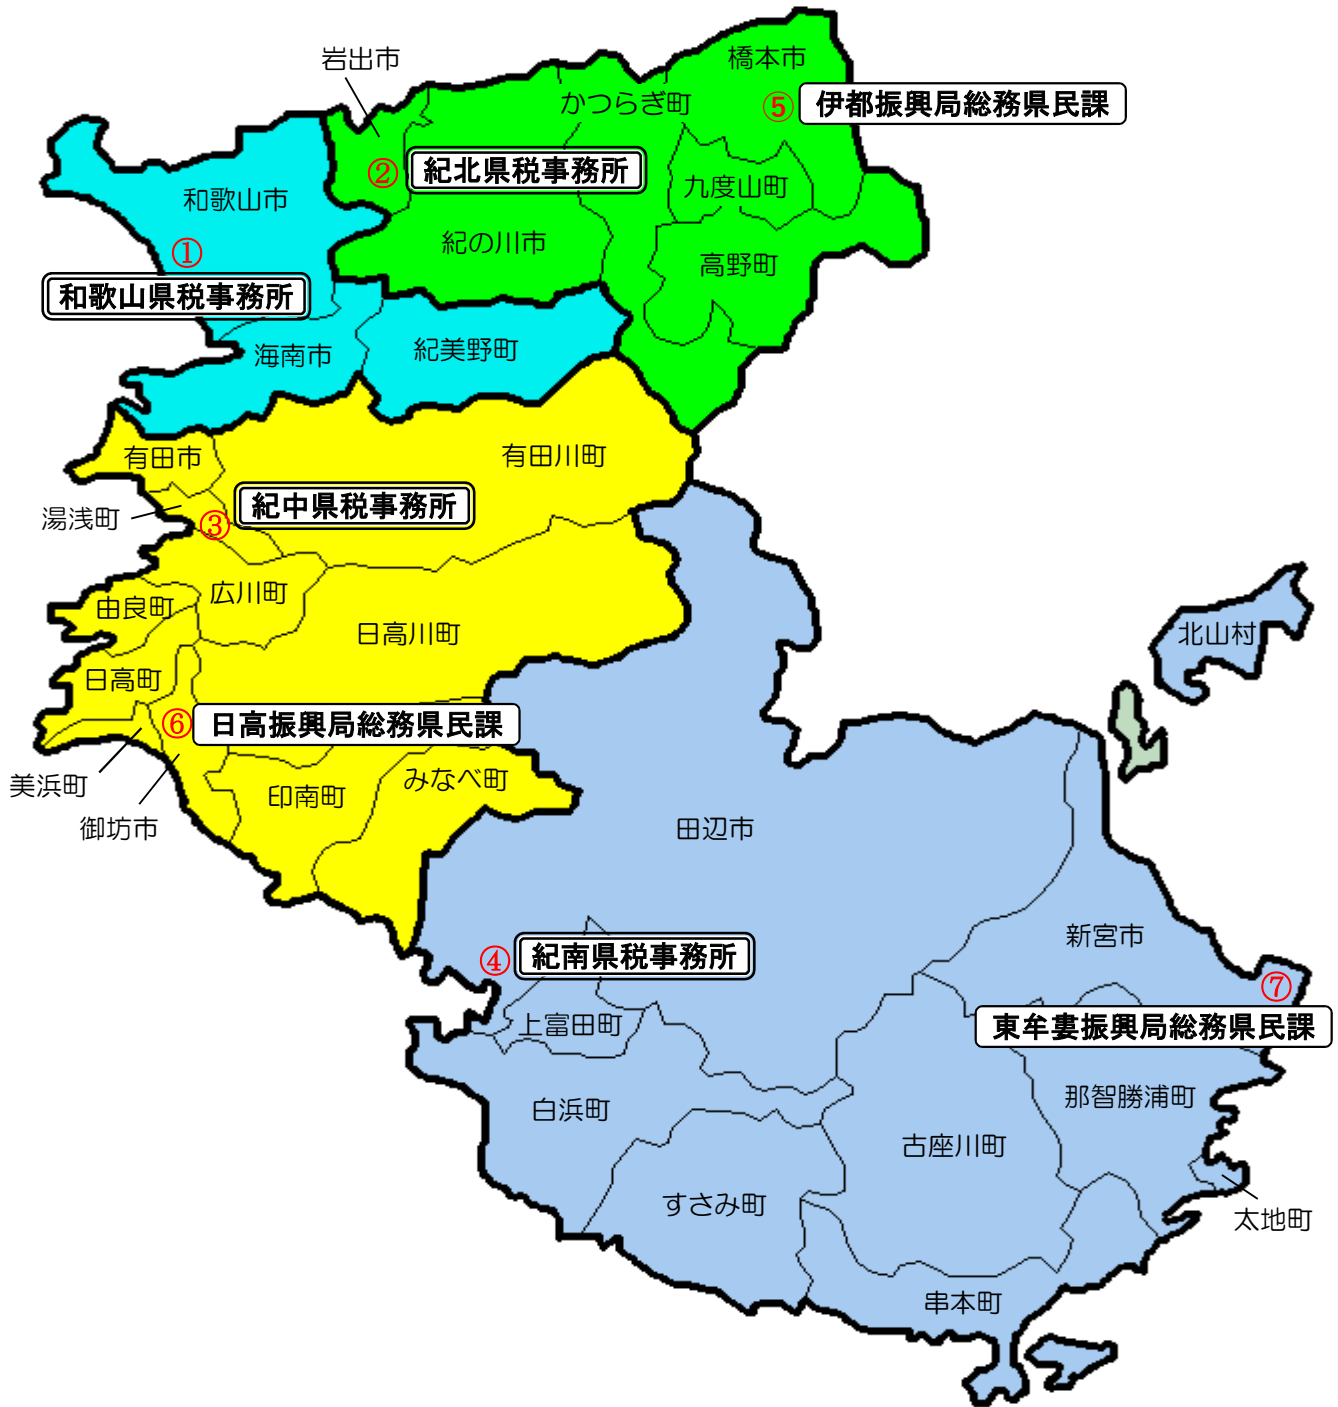 岩出市
橋本市
かつらぎ町
⑤ 伊都振興局総務県民課
② 紀北県税事務所
九度山町
和歌山市
紀の川市
①
高野町
和歌山県税事務所
海南市
紀美野町
有田市
有田川町
③ 紀中県税事務所
湯浅町
広川町
由良町
日高川町
北山村
日高町
⑥ 日高振興局総務県民課
美浜町
みなべ町
印南町
御坊市
田辺市
新宮市
④ 紀南県税事務所
⑦
上富田町
東牟婁振興局総務県民課
那智勝浦町
白浜町
古座川町
すさみ町
太地町
串本町